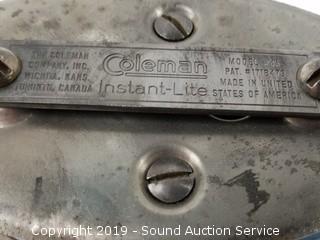 THE COLEMAN
COMPANY, INC.
WICHITA, KANS.
TORONTO, CANADA
Coleman
Instant-Lite
MODEL
PAT. #1718473
MADE IN UNITED
STATES OF AMERICA
Copyright 2019 - Sound Auction Service